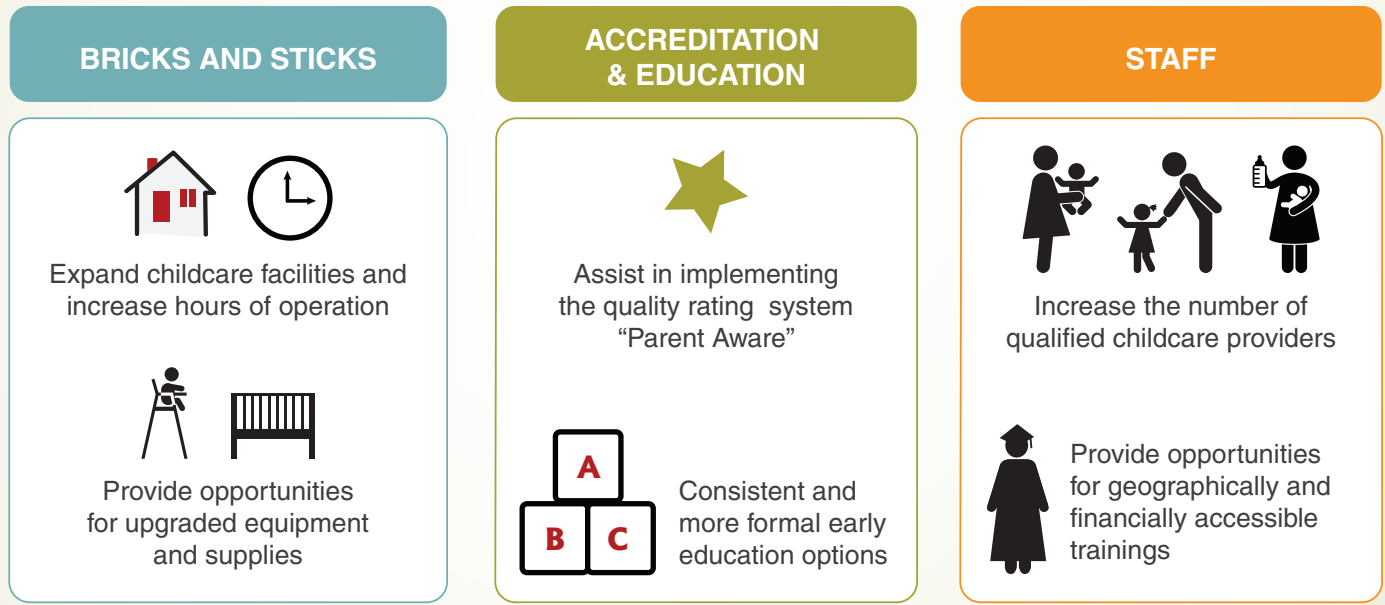 BRICKS AND STICKS
Expand childcare facilities and
increase hours of operation
Provide opportunities
for upgraded equipment
and supplies
ACCREDITATION
& EDUCATION
Assist in implementing
the quality rating system
“Parent Aware”
A
B C
Consistent and
more formal early
education options
STAFF
Increase the number of
qualified childcare providers
Provide opportunities
for geographically and
financially accessible
trainings